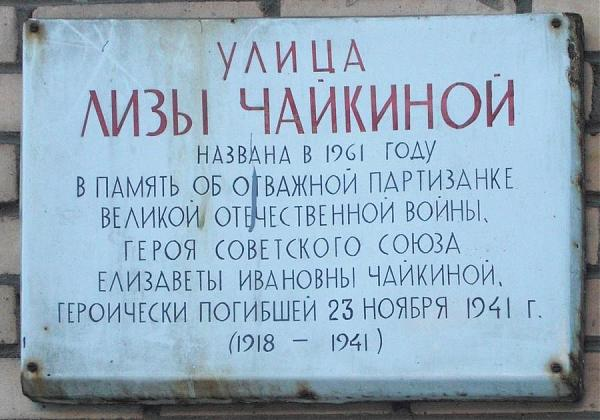 УЛИЦА
ЛИЗЫ ЧАЙКИНОЙ
НАЗВАНА В 1961 ГОДУ
В ПАМЯТЬ ОБ ОТВАЖНОЙ ПАРТИЗАНКЕ
ВЕЛИКОЙ ОТЕЧЕСТВЕННОЙ ВОЙНЫ,
ГЕРОЯ СОВЕТСКОГО СОЮЗА
ЕЛИЗАВЕТЫ ИВАНОВНЫ ЧАЙКИНОЙ,
ГЕРОИЧЕСКИ ПОГИБШЕЙ 23 НОЯБРЯ 1941 г.
(1918 – 1941)